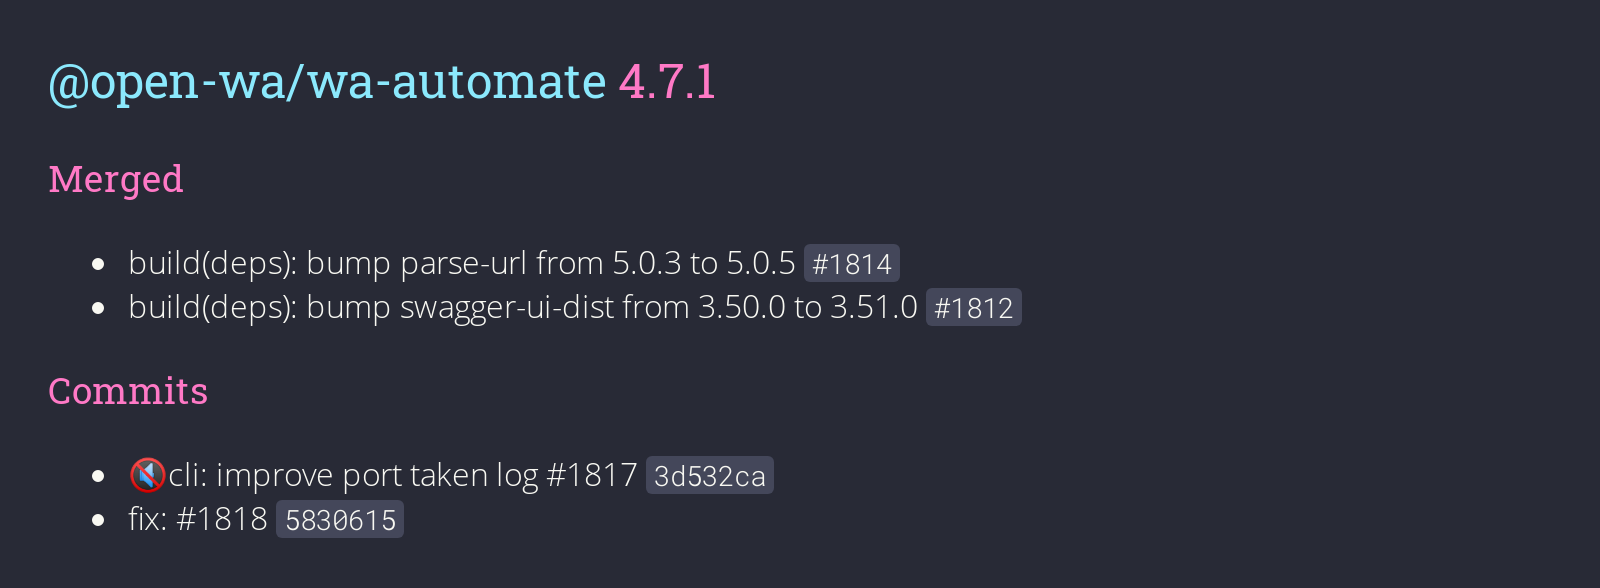 @open-wa/wa-automate 4.7.1
Merged
build(deps): bump parse-url from 5.0.3 to 5.0.5 #1814
build(deps): bump swagger-ui-dist from 3.50.0 to 3.51.0 #1812
Commits
🔇cli: improve port taken log #1817 3d532ca
fix: #1818 5830615